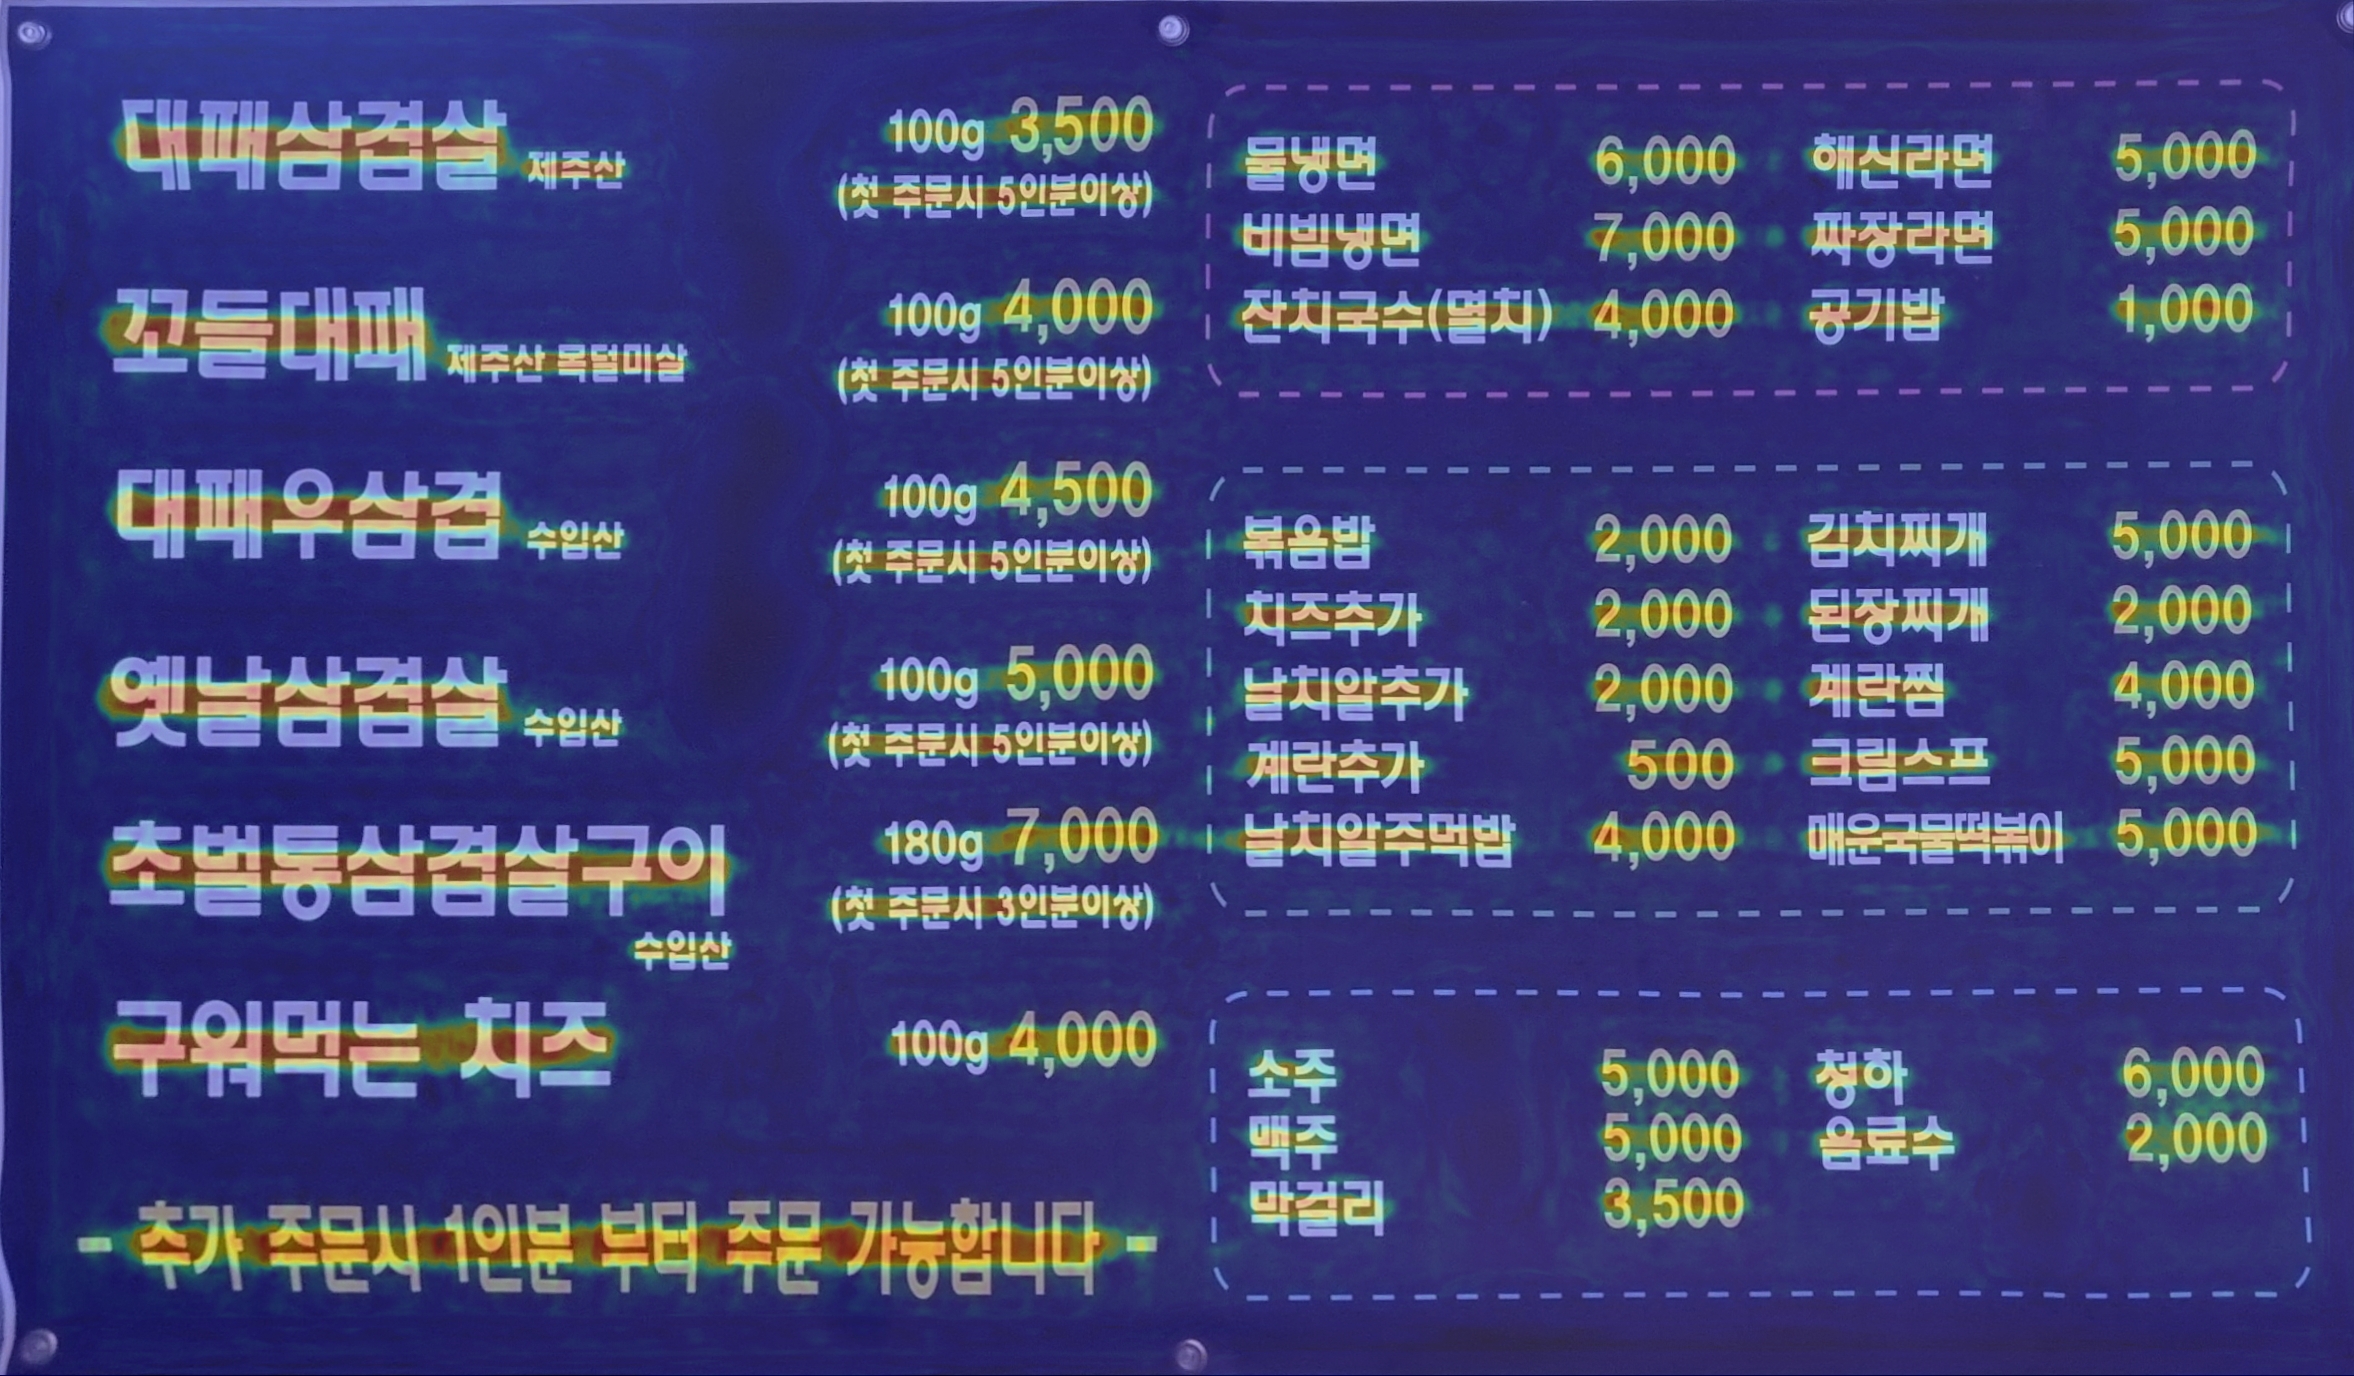 대패삼겹살 제주산 100g 3,500
(첫 주문시 5인분이상)
꼬들대패 제주산 목덜미살 100g 4,000
(첫 주문시 5인분이상)
대패우삼겹 수입산 100g 4,500
(첫 주문시 5인분이상)
옛날삼겹살 수입산 100g 5,000
(첫 주문시 5인분이상)
초벌통삼겹살구이 180g 7,000
수입산 (첫 주문시 3인분이상)
구워먹는 치즈 100g 4,000
- 추가 주문시 1인분 부터 주문 가능합니다 -
물냉면 6,000 해신라면 5,000
비빔냉면 7,000 짜장라면 5,000
잔치국수(멸치) 4,000 공기밥 1,000
볶음밥 2,000 김치찌개 5,000
치즈추가 2,000 된장찌개 2,000
날치알추가 2,000 계란찜 4,000
계란추가 500 크림스프 5,000
날치알주먹밥 4,000 매운국물떡볶이 5,000
소주 5,000 청하 6,000
맥주 5,000 음료수 2,000
막걸리 3,500